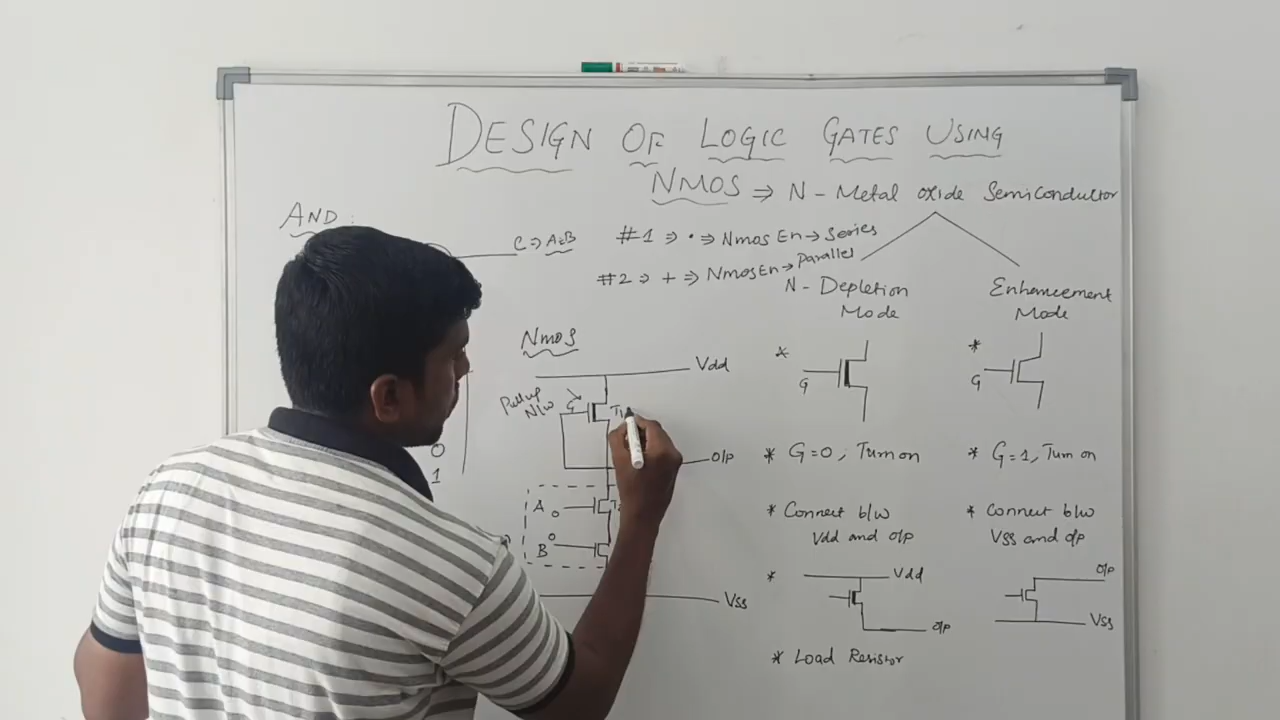 DESIGN OF LOGIC GATES USING
NMOS ⇒ N - Metal oxide SemiConductor
AND :
C ⇒ A•B
#1 ⇒ • ⇒ Nmos En → Series
#2 ⇒ + ⇒ Nmos En → Parallel
N - Depletion
Mode
Enhancement
Mode
Nmos
Vdd
Pullup
N/w
G
T1
O/P
A
B
Vss
0
1
* G
* G=0, Turn on
* Connect b/w
Vdd and o/p
* Vdd
o/p
* Load Resistor
* G
* G=1, Turn on
* Connect b/w
Vss and o/p
o/p
Vss